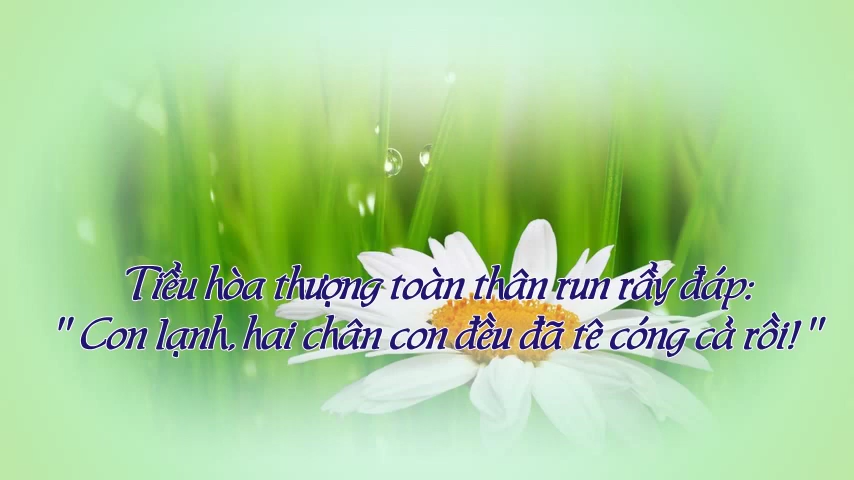 Tiểu hòa thượng toàn thân run rẩy đáp:
" Con lạnh, hai chân con đều đã tê cóng cả rồi! "